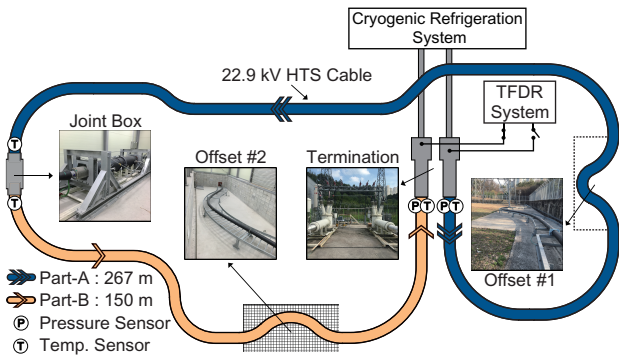 Cryogenic Refrigeration
System
22.9 kV HTS Cable
TFDR
System
T
Joint Box
Offset #2
Termination
T
P T
P T
Offset #1
Part-A : 267 m
Part-B : 150 m
P Pressure Sensor
T Temp. Sensor